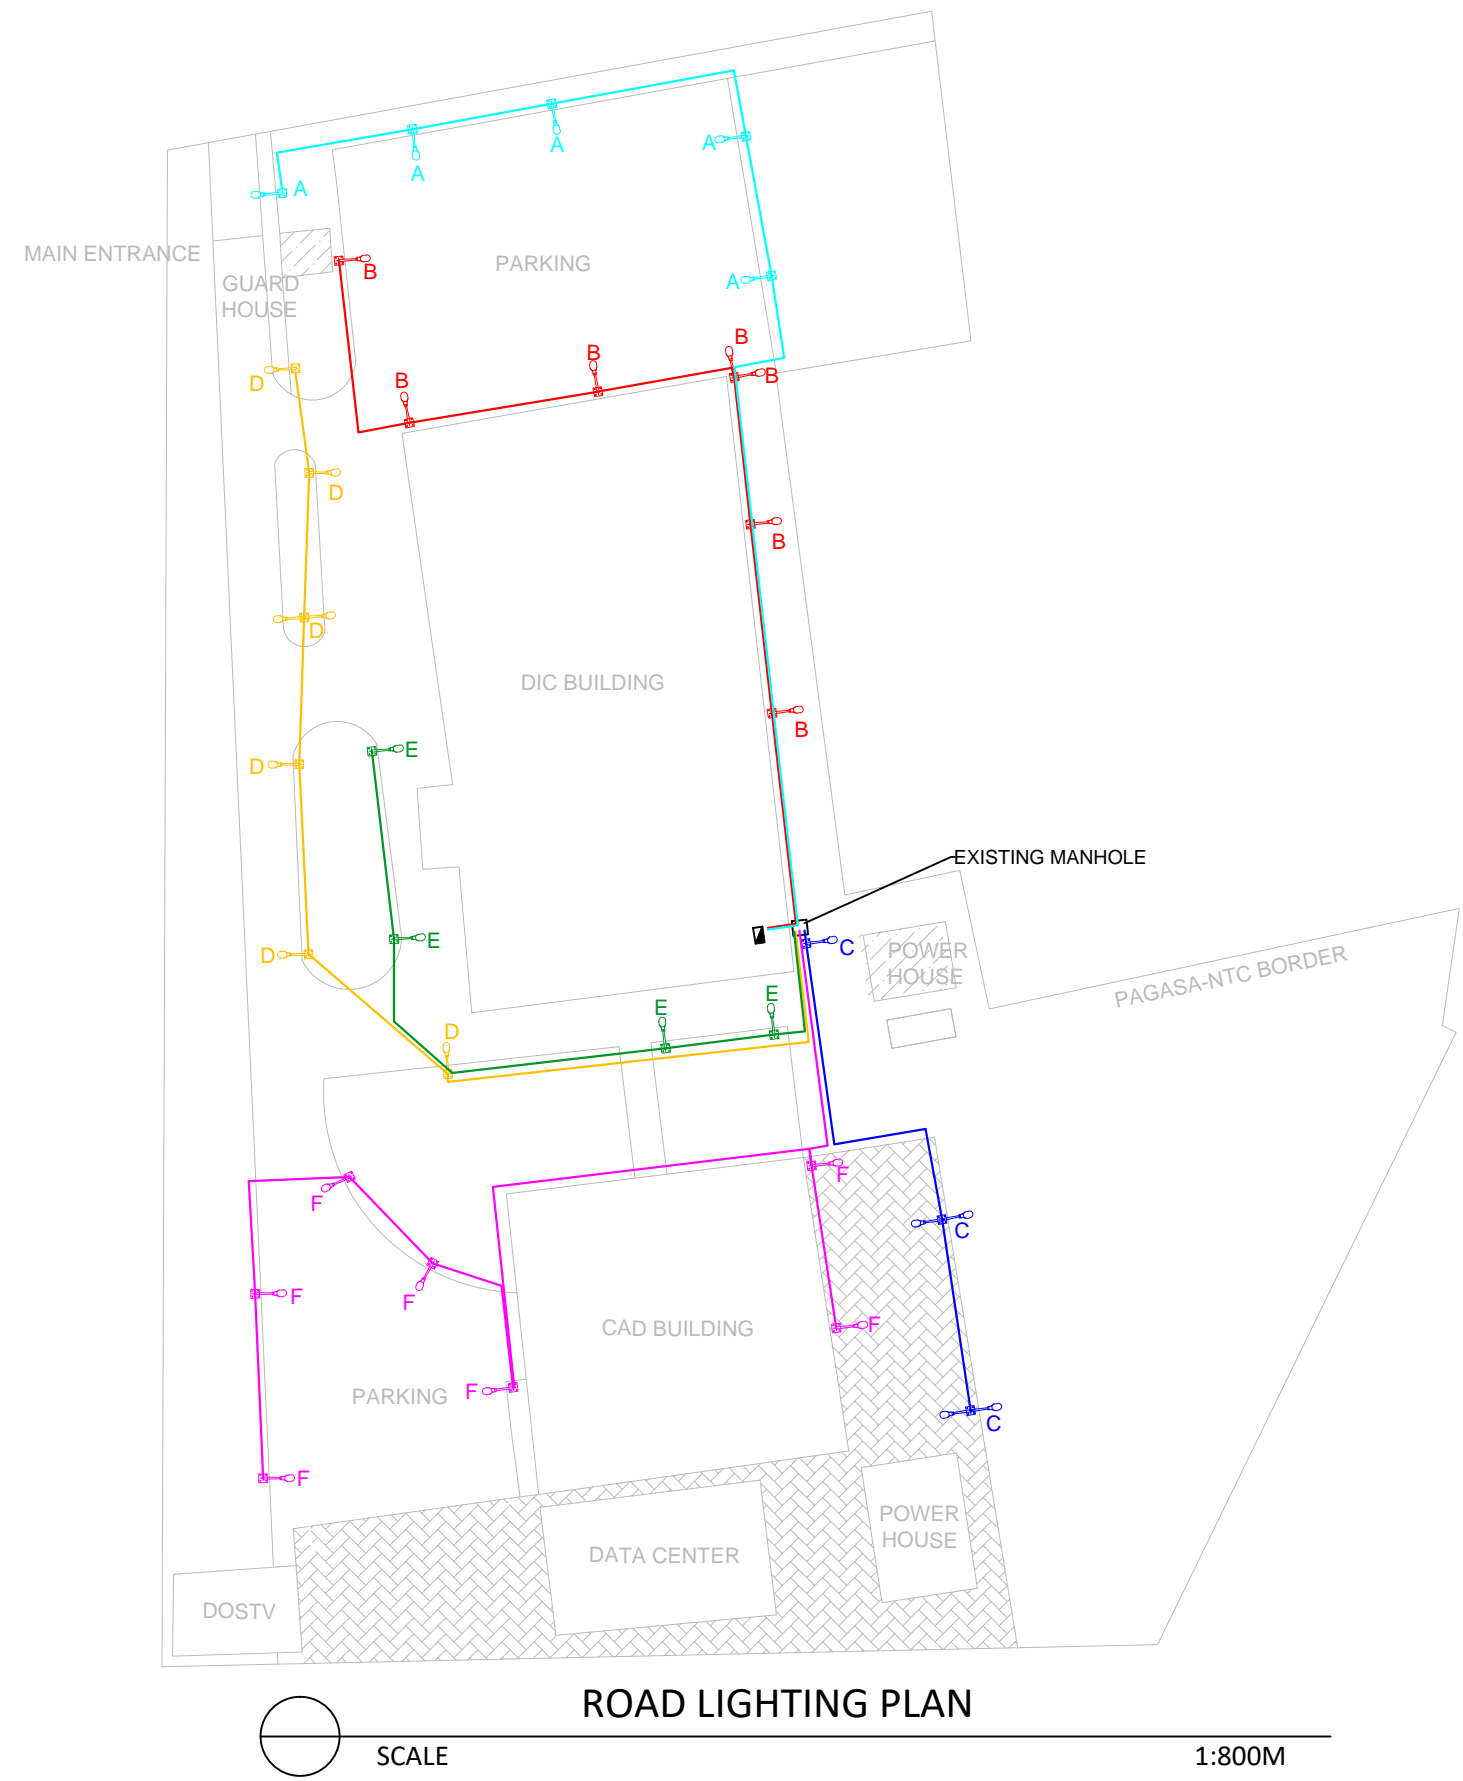 A
A
A
A
MAIN ENTRANCE
GUARD
HOUSE
B
PARKING
A
B
B
B
B
D
D
B
D
DIC BUILDING
B
D
E
EXISTING MANHOLE
E
D
C
POWER
HOUSE
PAGASA-NTC BORDER
E
E
D
F
F
C
F
F
CAD BUILDING
F
PARKING
F
C
F
POWER
HOUSE
DATA CENTER
DOSTV
ROAD LIGHTING PLAN
SCALE
1:800M